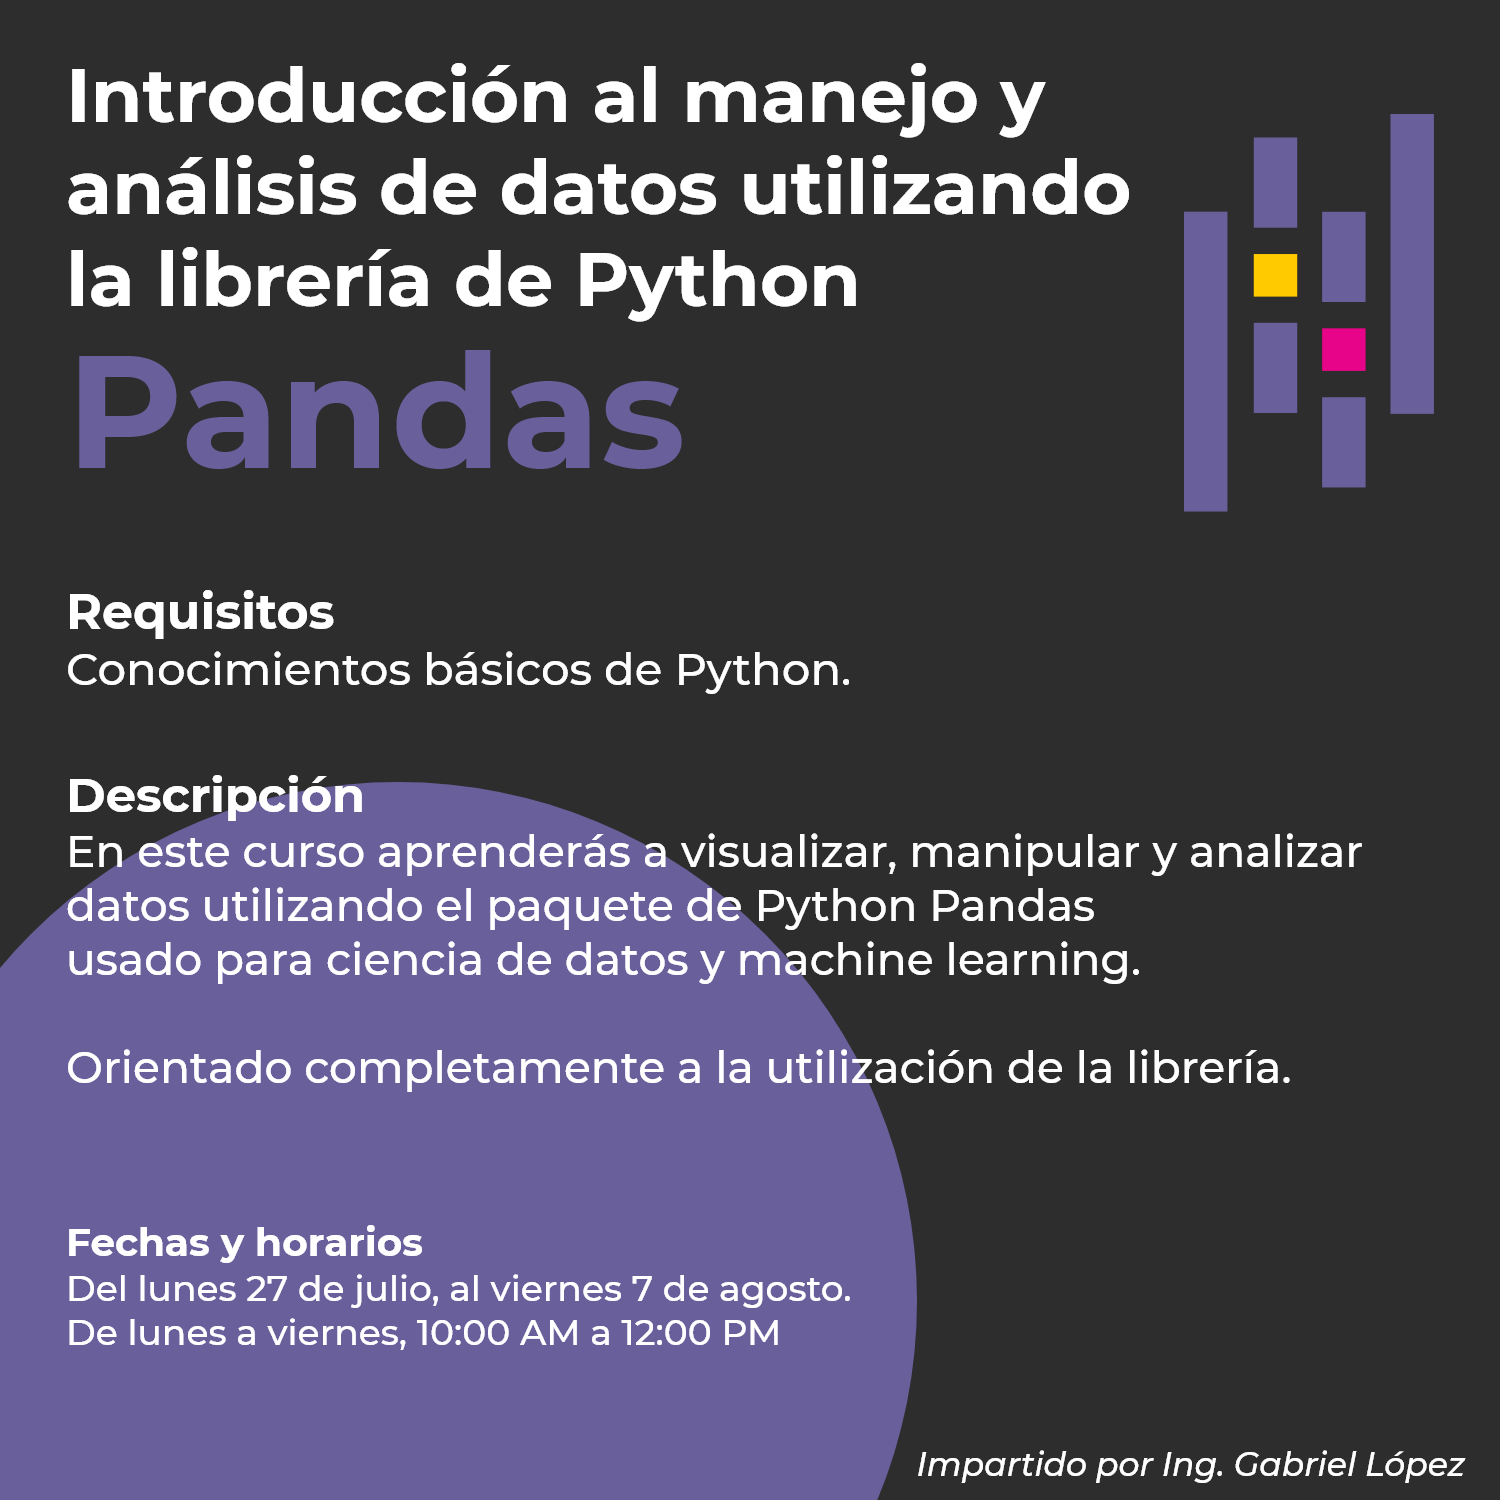 Introducción al manejo y
análisis de datos utilizando
la librería de Python
Pandas
Requisitos
Conocimientos básicos de Python.
Descripción
En este curso aprenderás a visualizar, manipular y analizar
datos utilizando el paquete de Python Pandas
usado para ciencia de datos y machine learning.
Orientado completamente a la utilización de la librería.
Fechas y horarios
Del lunes 27 de julio, al viernes 7 de agosto.
De lunes a viernes, 10:00 AM a 12:00 PM
Impartido por Ing. Gabriel López